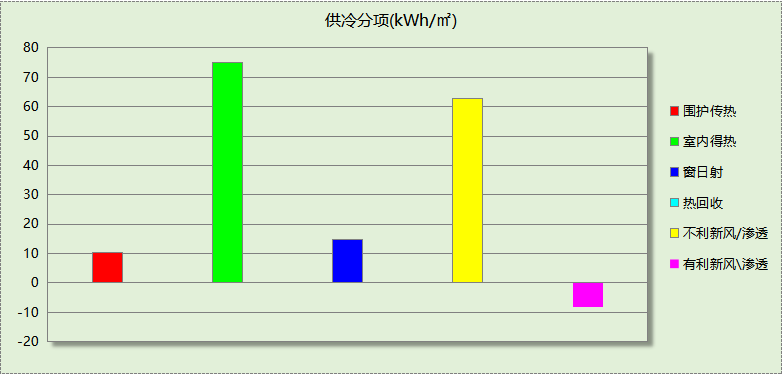 供冷分项(kWh/㎡)
80
70
60
50
40
30
20
10
0
-10
-20
围护传热
室内得热
窗日射
热回收
不利新风/渗透
有利新风\渗透